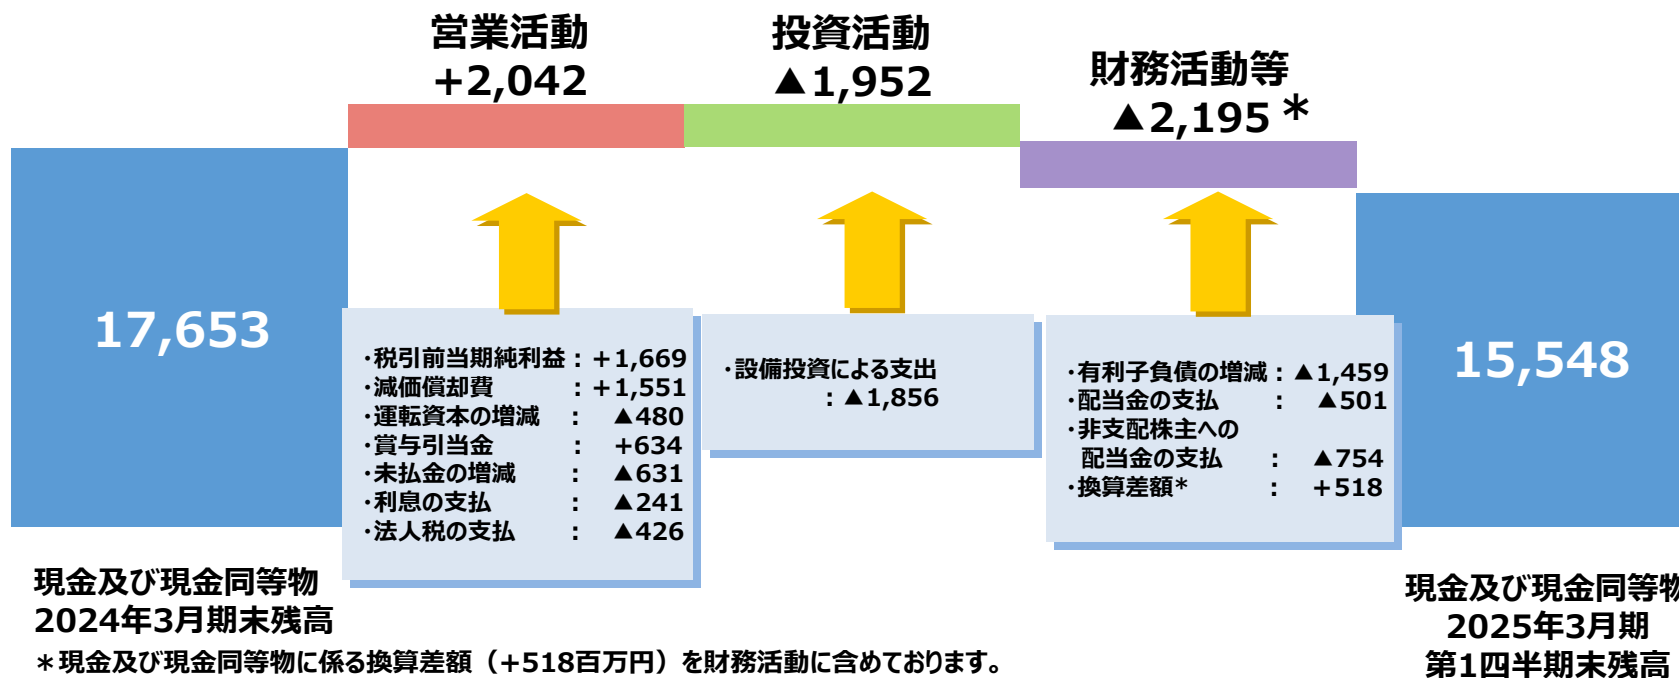 営業活動
+2,042
投資活動
▲1,952
財務活動等
▲2,195＊
17,653
・税引前当期純利益：+1,669
・減価償却費　　　：+1,551
・運転資本の増減　：　▲480
・賞与引当金　　　：　+634
・未払金の増減　　：　▲631
・利息の支払　　　：　▲241
・法人税の支払　　：　▲426
・設備投資による支出
：▲1,856
・有利子負債の増減：▲1,459
・配当金の支払　　：　▲501
・非支配株主への
配当金の支払　：　▲754
・換算差額*　　　：　+518
15,548
現金及び現金同等物
2024年3月期末残高
現金及び現金同等物
2025年3月期
第1四半期末残高
＊現金及び現金同等物に係る換算差額（+518百万円）を財務活動に含めております。